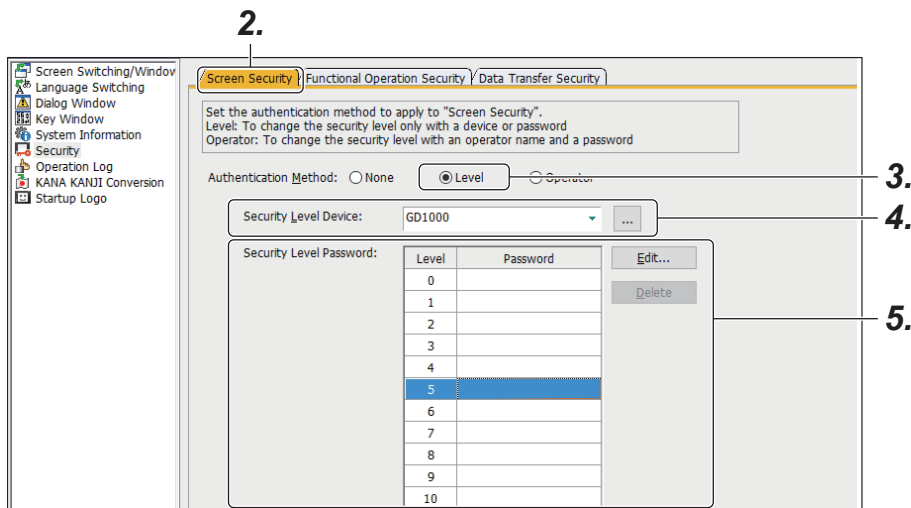 2.
Screen Switching/Window
Language Switching
Dialog Window
Key Window
System Information
Security
Operation Log
KANA KANJI Conversion
Startup Logo
Screen Security
Functional Operation Security
Data Transfer Security
Set the authentication method to apply to "Screen Security".
Level: To change the security level only with a device or password
Operator: To change the security level with an operator name and a password
Authentication Method: None Level Operator
3.
Security Level Device: GD1000 ...
4.
Security Level Password:
Level Password
Edit...
0
Delete
1
2
5.
3
4
5
6
7
8
9
10